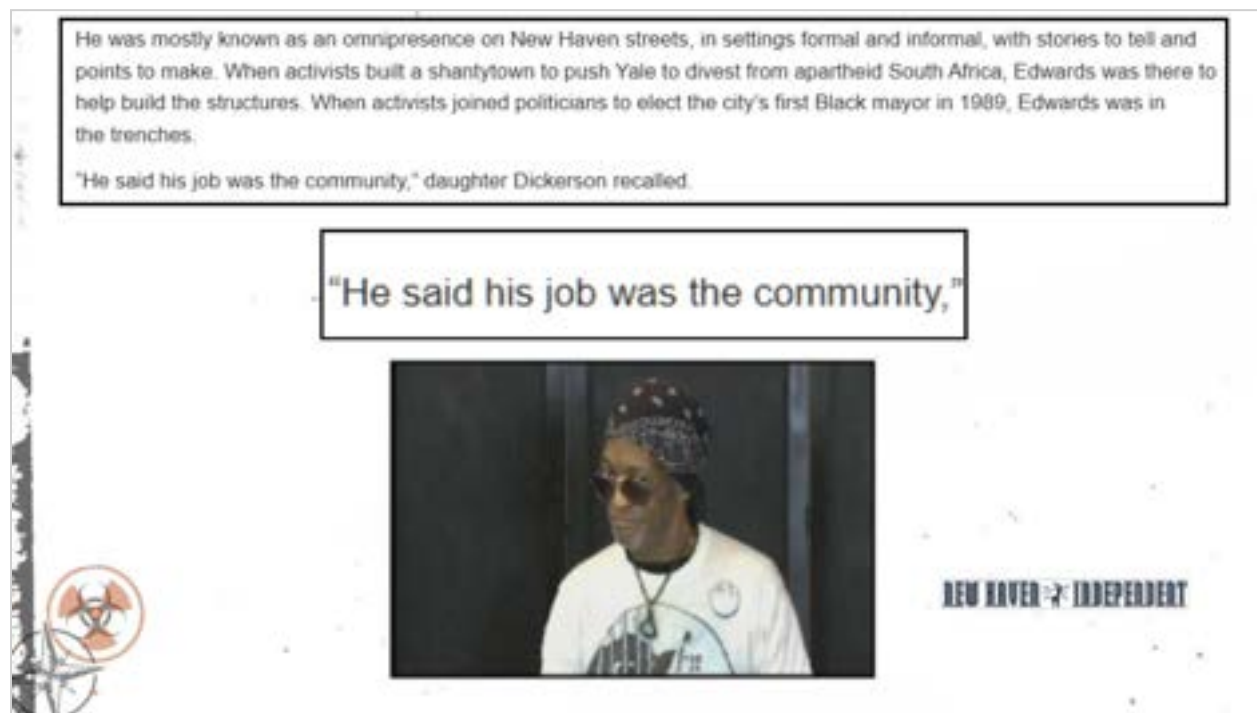 He was mostly known as an omnipresence on New Haven streets, in settings formal and informal, with stories to tell and
points to make. When activists built a shantytown to push Yale to divest from apartheid South Africa, Edwards was there to
help build the structures. When activists joined politicians to elect the city's first Black mayor in 1989, Edwards was in
the trenches.
"He said his job was the community," daughter Dickerson recalled.
“He said his job was the community,”
NEW HAVEN INDEPENDENT